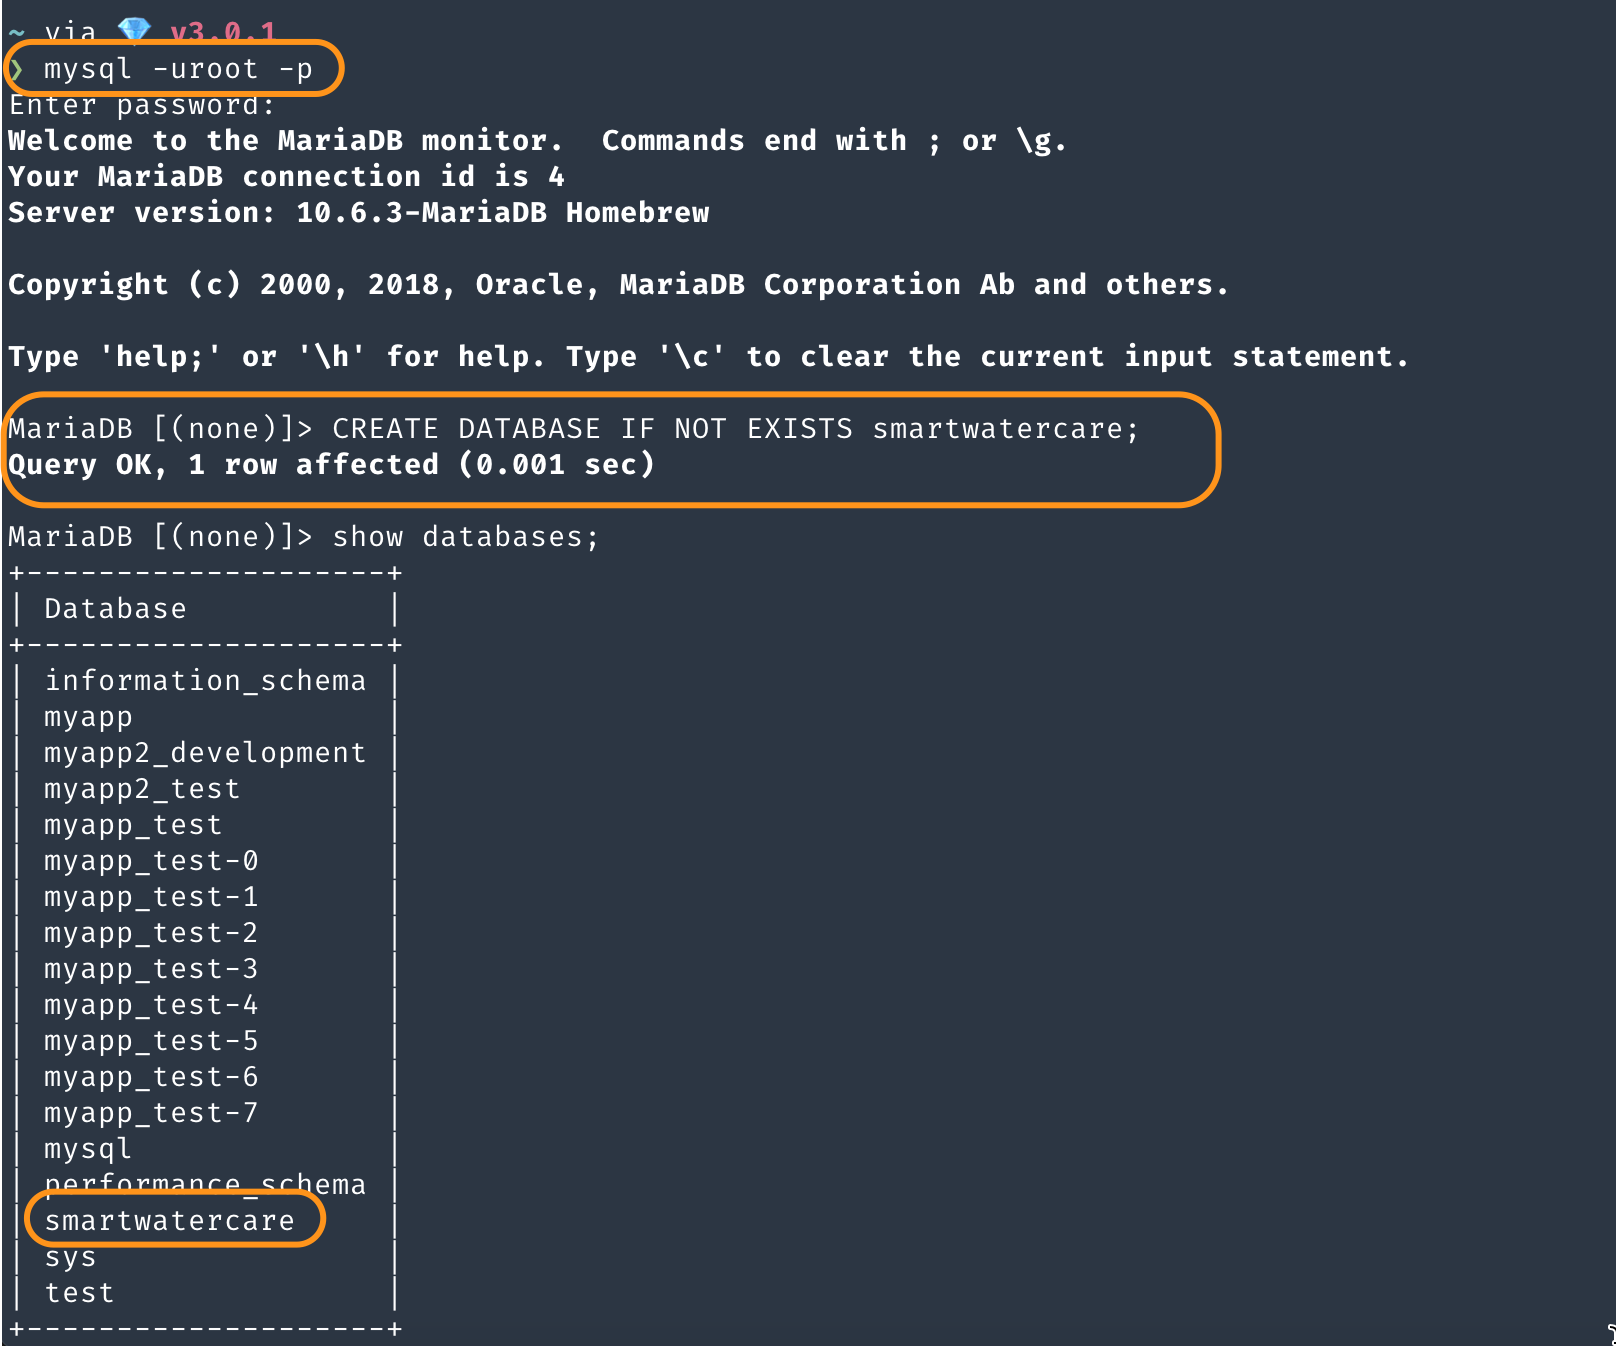 ~ via 💎 v3.0.1
❯ mysql -uroot -p
Enter password:
Welcome to the MariaDB monitor.  Commands end with ; or \g.
Your MariaDB connection id is 4
Server version: 10.6.3-MariaDB Homebrew

Copyright (c) 2000, 2018, Oracle, MariaDB Corporation Ab and others.

Type 'help;' or '\h' for help. Type '\c' to clear the current input statement.

MariaDB [(none)]> CREATE DATABASE IF NOT EXISTS smartwatercare;
Query OK, 1 row affected (0.001 sec)

MariaDB [(none)]> show databases;
+--------------------+
| Database           |
+--------------------+
| information_schema |
| myapp              |
| myapp2_development |
| myapp2_test        |
| myapp_test         |
| myapp_test-0       |
| myapp_test-1       |
| myapp_test-2       |
| myapp_test-3       |
| myapp_test-4       |
| myapp_test-5       |
| myapp_test-6       |
| myapp_test-7       |
| mysql              |
| performance_schema |
| smartwatercare     |
| sys                |
| test               |
+--------------------+